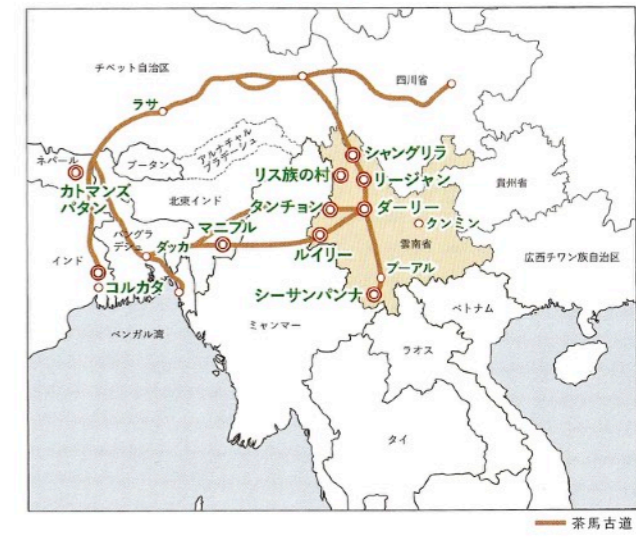 チベット自治区
四川省
ラサ
アルナチャル
プラデーシュ
シャングリラ
ネパール
ブータン
リス族の村
リージャン
貴州省
カトマンズ
パタン
北東インド
タンチョン
ダーリー
クンミン
マニプル
バングラ
デシュ
ダッカ
ルイリー
雲南省
広西チワン族自治区
インド
プーアル
コルカタ
シーサンパンナ
ベトナム
ベンガル湾
ミャンマー
ラオス
タイ
茶馬古道